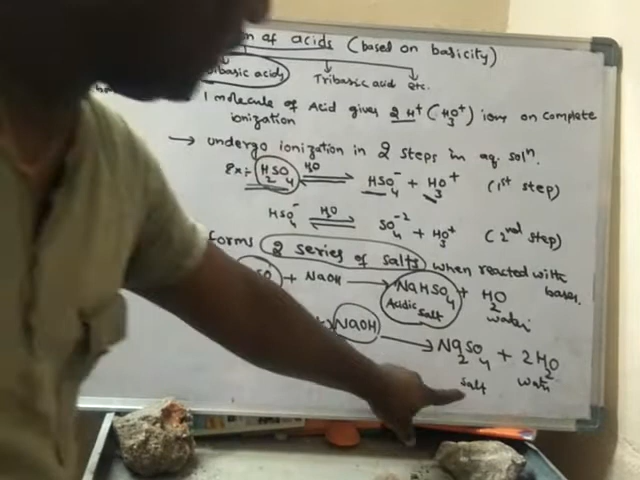 of acids (based on basicity)
dibasic acids Tribasic acid etc.
1 molecule of Acid gives 2 H⁺ (H₃O⁺) ions on complete
ionization
→ undergo ionization in 2 steps in aq. solⁿ.
Ex:- H₂SO₄ ⇌ HSO₄⁻ + H₃O⁺ (1st step)
H₂O
HSO₄⁻ ⇌ SO₄⁻² + H₃O⁺ (2nd step)
H₂O
forms 2 series of salts when reacted with
bases.
SO + NaOH → NaHSO₄ + H₂O
Acidic Salt water
NaOH → Na₂SO₄ + 2H₂O
salt water